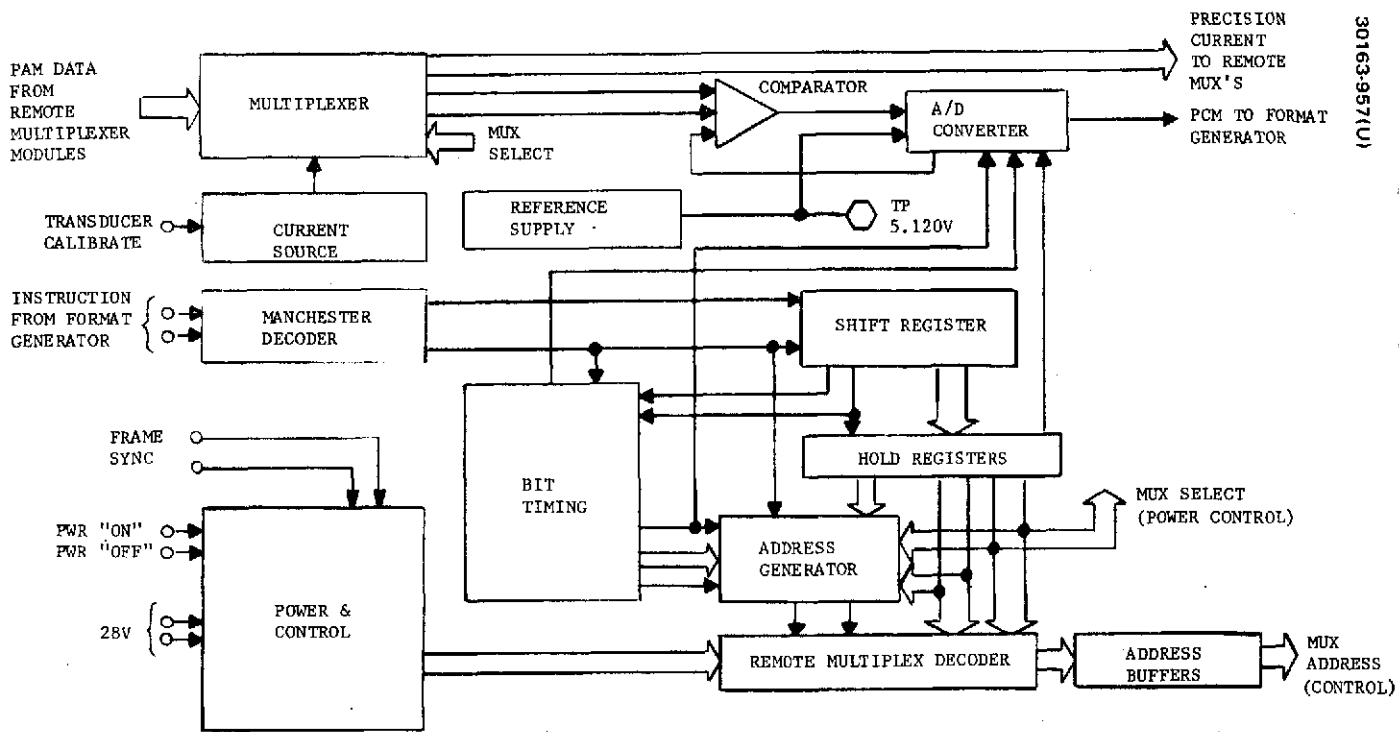 30163-957(U)
PAM DATA
FROM
REMOTE
MULTIPLEXER
MODULES
MULTIPLEXER
MUX
SELECT
COMPARATOR
A/D
CONVERTER
PRECISION
CURRENT
TO REMOTE
MUX'S
PCM TO FORMAT
GENERATOR
TRANSDUCER
CALIBRATE
CURRENT
SOURCE
REFERENCE
SUPPLY
TP
5.120V
INSTRUCTION
FROM FORMAT
GENERATOR
MANCHESTER
DECODER
SHIFT REGISTER
HOLD REGISTERS
FRAME
SYNC
BIT
TIMING
MUX SELECT
(POWER CONTROL)
PWR "ON"
PWR "OFF"
ADDRESS
GENERATOR
28V
POWER &
CONTROL
REMOTE MULTIPLEX DECODER
ADDRESS
BUFFERS
MUX
ADDRESS
(CONTROL)